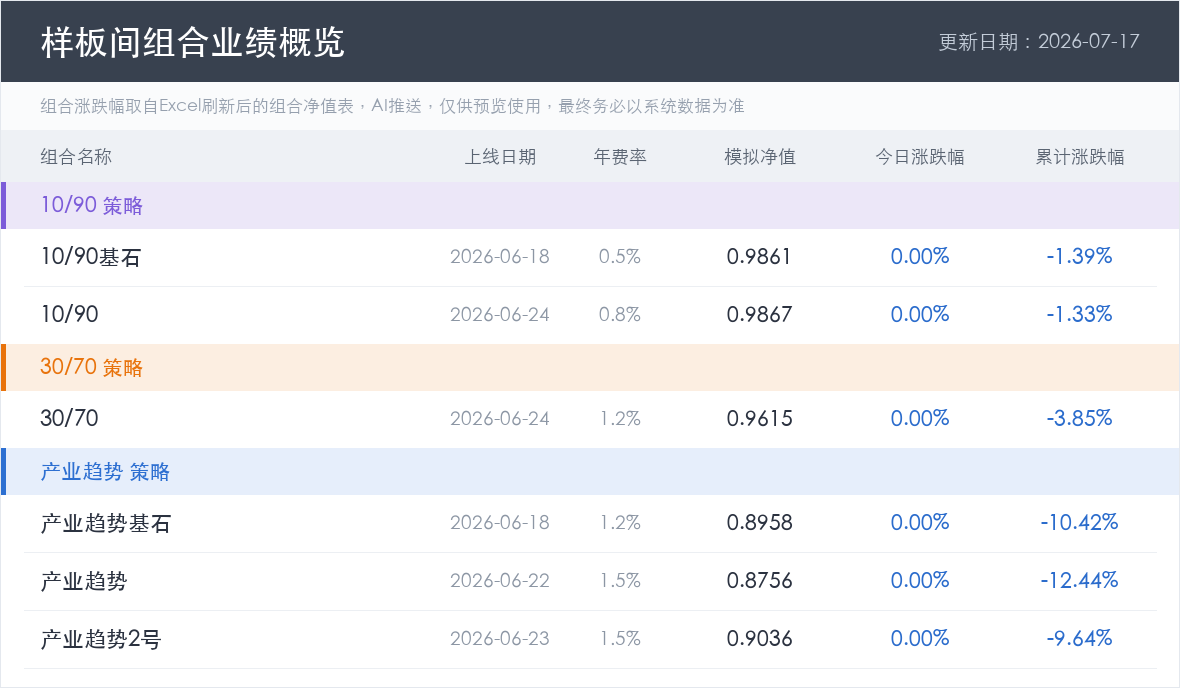 样板间组合业绩概览 更新日期：2026-07-17
组合涨跌幅取自Excel刷新后的组合净值表，AI推送，仅供预览使用，最终务必以系统数据为准
组合名称 上线日期 年费率 模拟净值 今日涨跌幅 累计涨跌幅
10/90 策略
10/90基石 2026-06-18 0.5% 0.9861 0.00% -1.39%
10/90 2026-06-24 0.8% 0.9867 0.00% -1.33%
30/70 策略
30/70 2026-06-24 1.2% 0.9615 0.00% -3.85%
产业趋势 策略
产业趋势基石 2026-06-18 1.2% 0.8958 0.00% -10.42%
产业趋势 2026-06-22 1.5% 0.8756 0.00% -12.44%
产业趋势2号 2026-06-23 1.5% 0.9036 0.00% -9.64%